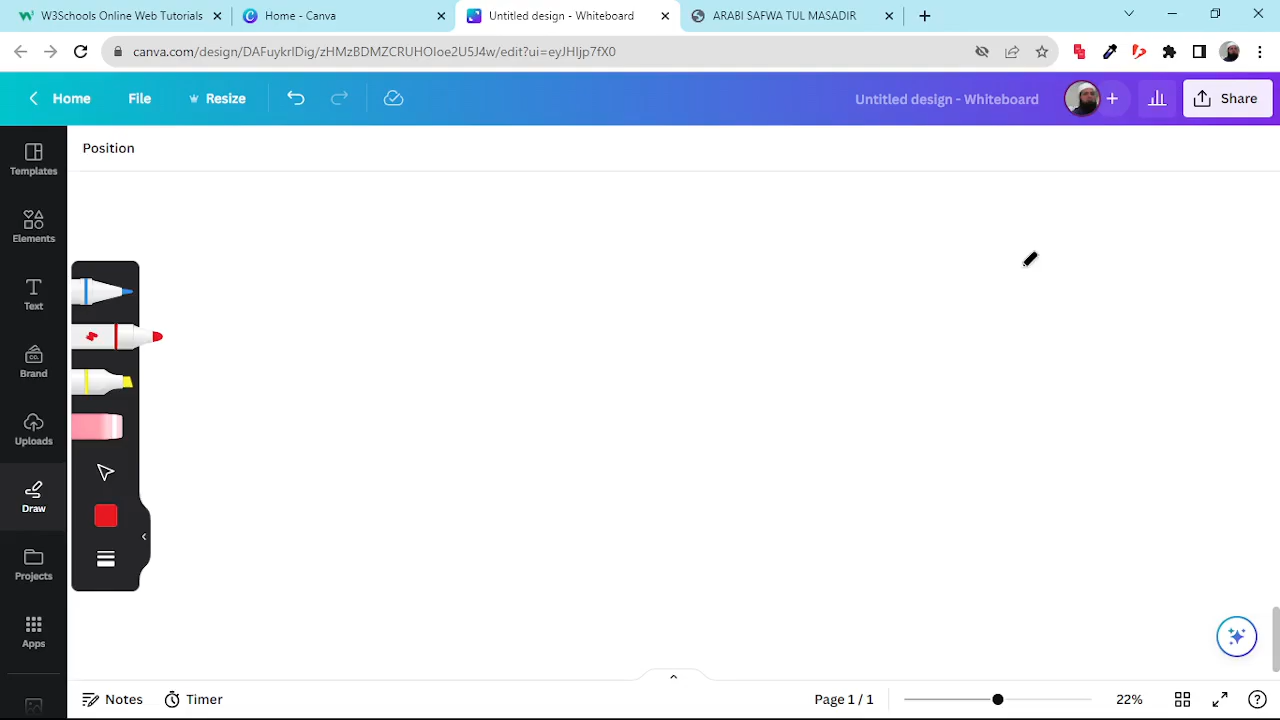 W3Schools Online Web Tutorials
Home - Canva
Untitled design - Whiteboard
ARABI SAFWA TUL MASADIR
canva.com/design/DAFuykrIDig/zHMzBDMZCRUHOIoe2U5J4w/edit?ui=eyJHIjp7fX0
Home
File
Resize
Untitled design - Whiteboard
Share
Position
Templates
Elements
Text
CO.
Brand
Uploads
Draw
Projects
Apps
Notes
Timer
Page 1 / 1
22%